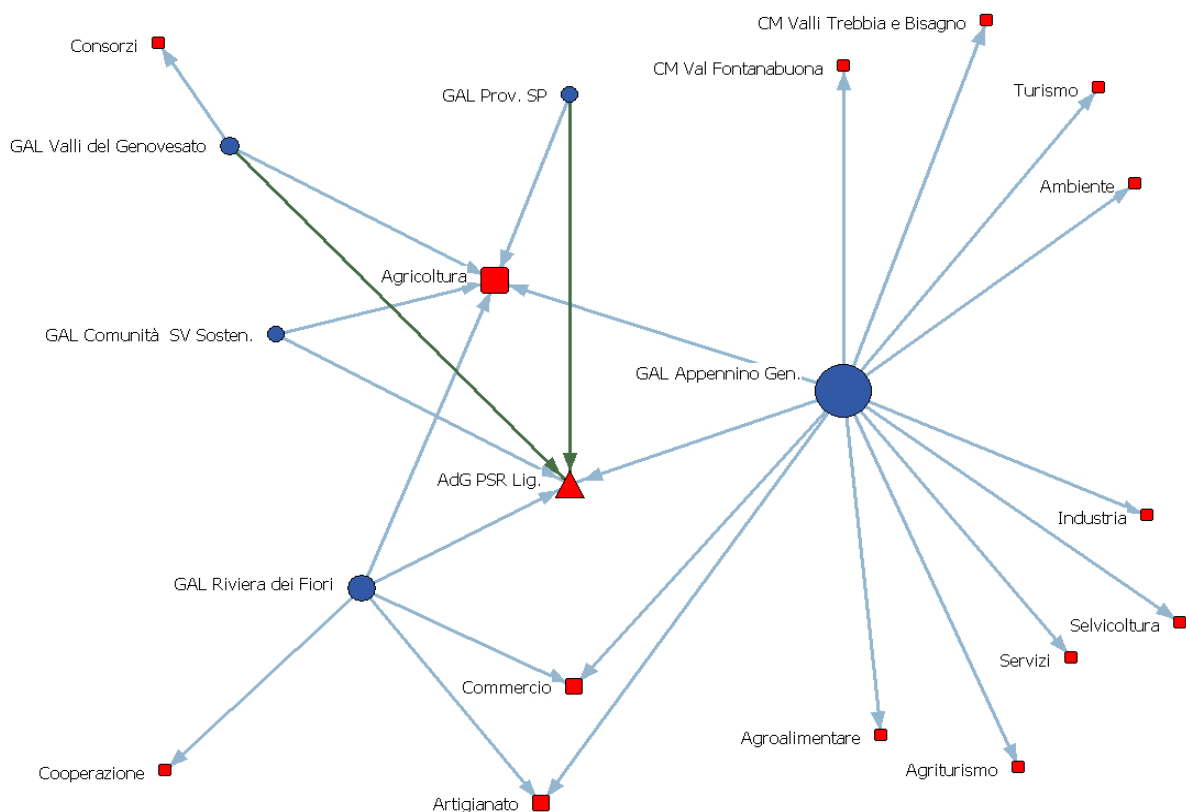 CM Valli Trebbia e Bisagno
Consorzi
CM Val Fontanabuona
Turismo
GAL Prov. SP
GAL Valli del Genovesato
Ambiente
Agricoltura
GAL Comunità SV Sosten.
GAL Appennino Gen.
AdG PSR Lig.
Industria
GAL Riviera dei Fiori
Selvicoltura
Servizi
Commercio
Agroalimentare
Agriturismo
Cooperazione
Artigianato